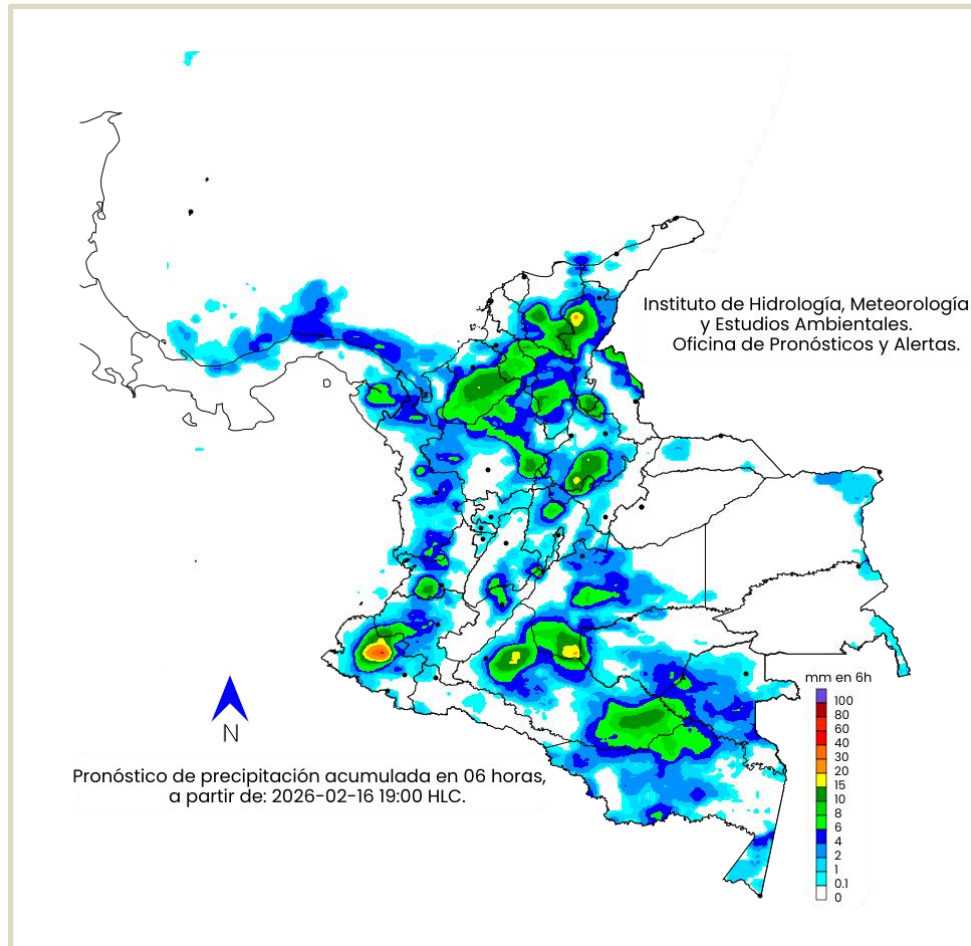 Instituto de Hidrología, Meteorología
y Estudios Ambientales.
Oficina de Pronósticos y Alertas.
mm en 6h
100
80
60
40
30
20
15
10
8
6
4
2
1
0.1
0
N
Pronóstico de precipitación acumulada en 06 horas,
a partir de: 2026-02-16 19:00 HLC.